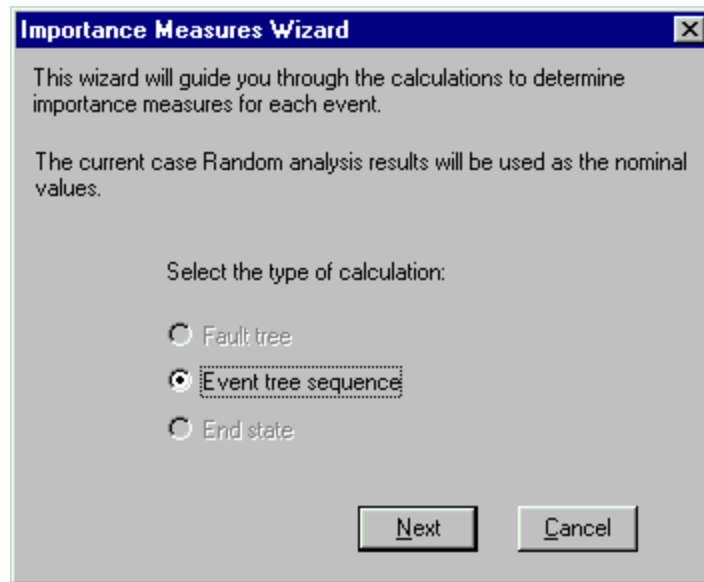 Importance Measures Wizard
This wizard will guide you through the calculations to determine
importance measures for each event.
The current case Random analysis results will be used as the nominal
values.
Select the type of calculation:
Fault tree
Event tree sequence
End state
Next
Cancel